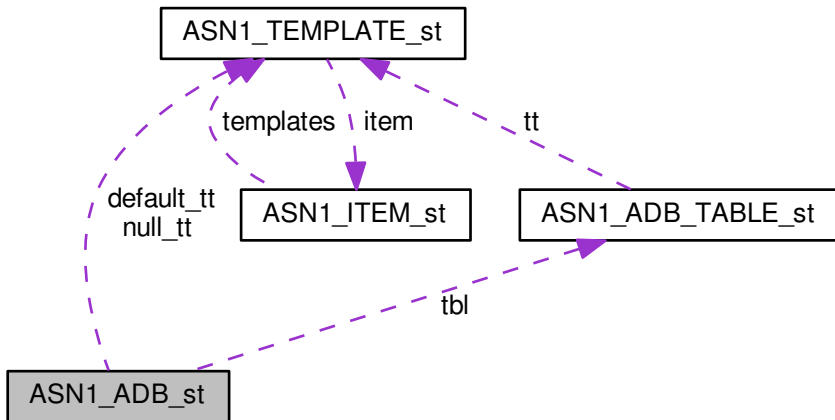 ASN1_TEMPLATE_st
templates
item
tt
default_tt
null_tt
ASN1_ITEM_st
ASN1_ADB_TABLE_st
tbl
ASN1_ADB_st